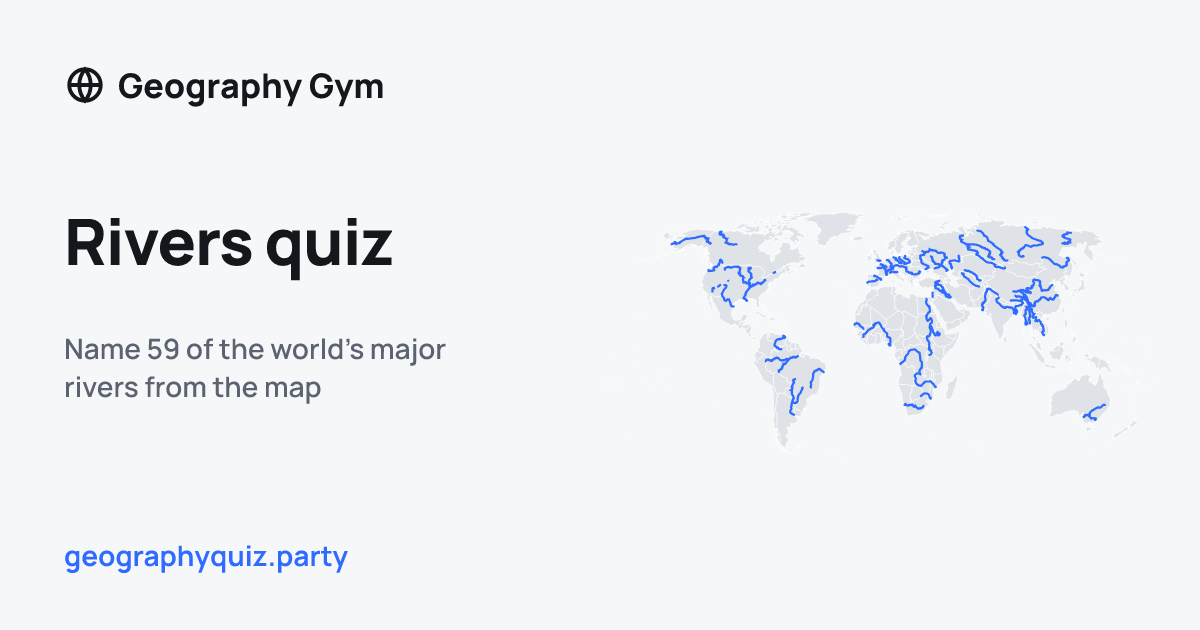 Geography Gym
Rivers quiz
Name 59 of the world's major
rivers from the map
geographyquiz.party